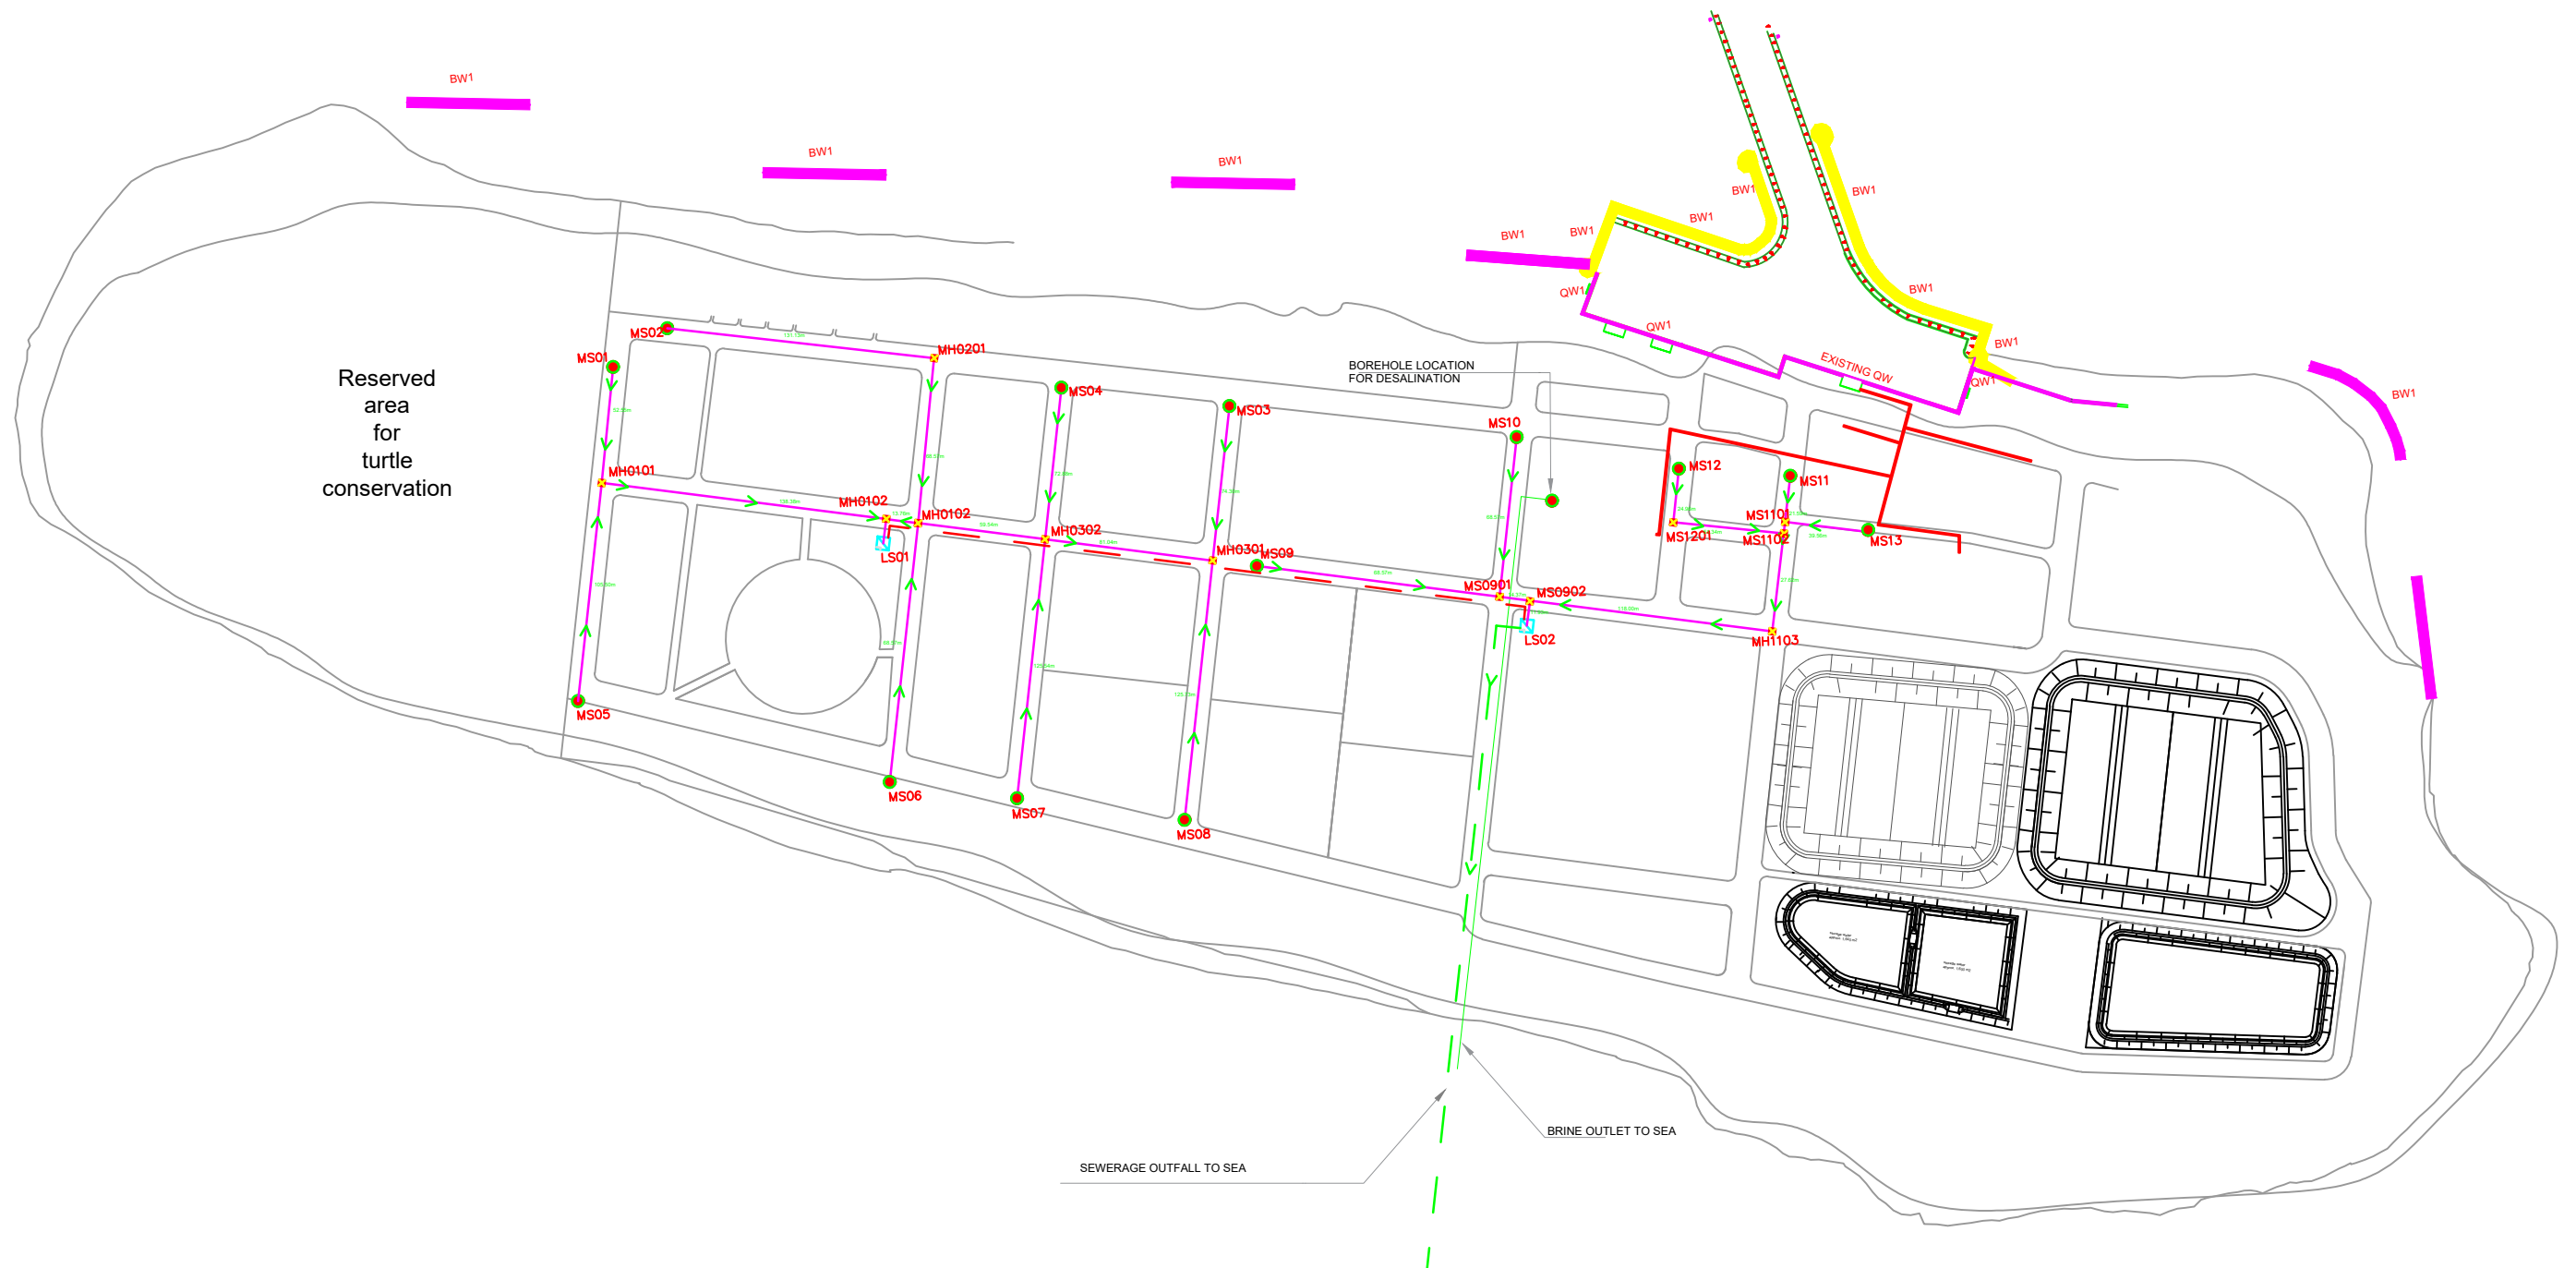 BW1
BW1
BW1
BW1
BW1
BW1
BW1
BW1
BW1
BW1
BW1
BW1
QW1
QW1
EXISTING QW
QW1
MS02
MS01
MH0201
MS04
MS03
MS10
BOREHOLE LOCATION
FOR DESALINATION
Reserved
area
for
turtle
conservation
MH0101
MH0102
MH0102
LS01
MH0302
MH0301
MS09
MS12
MS11
MS1101
MS1201
MS1102
MS13
MS0901
MS0902
LS02
MH1103
MS05
MS06
MS07
MS08
BRINE OUTLET TO SEA
SEWERAGE OUTFALL TO SEA